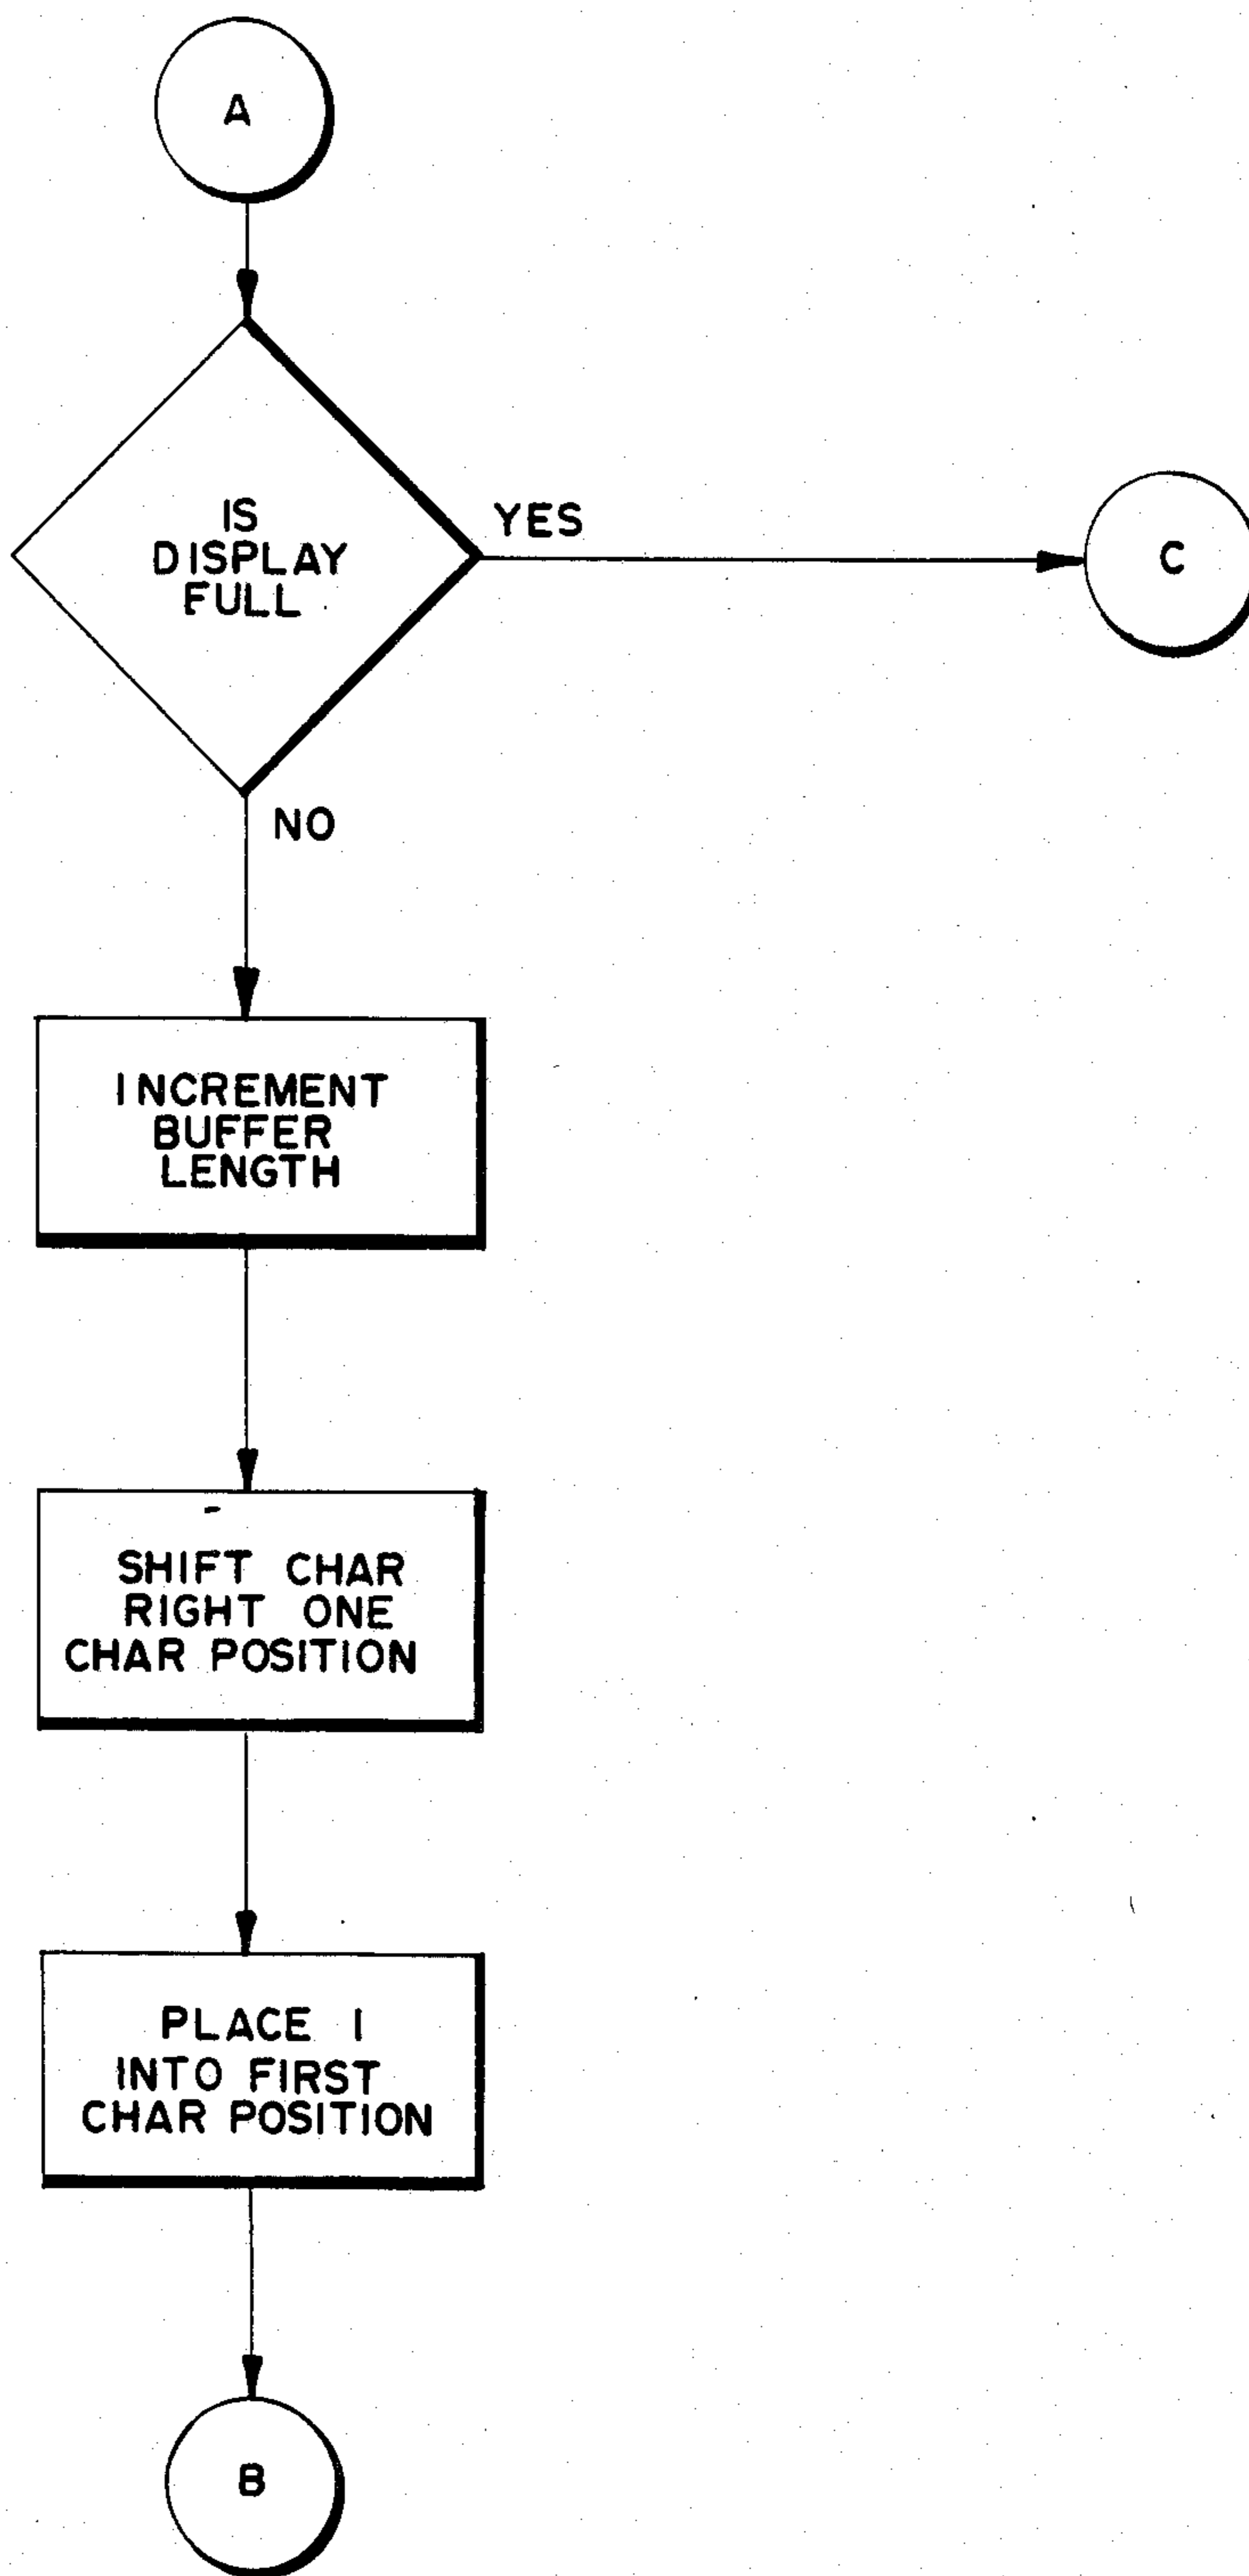 A
IS
DISPLAY
FULL
YES
C
NO
INCREMENT
BUFFER
LENGTH
SHIFT CHAR
RIGHT ONE
CHAR POSITION
PLACE 1
INTO FIRST
CHAR POSITION
B